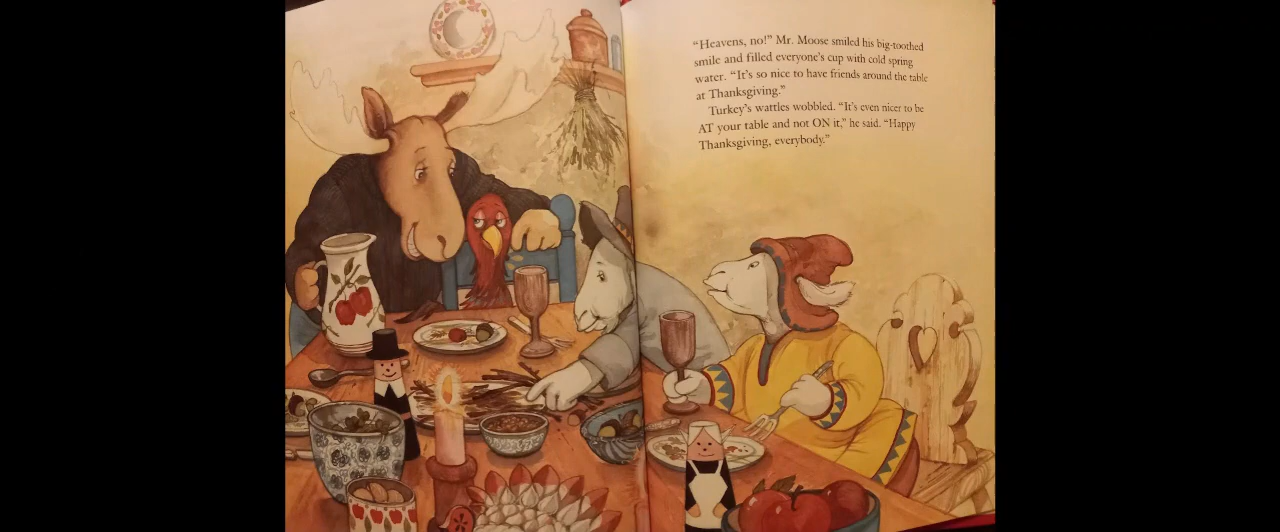 “Heavens, no!” Mr. Moose smiled his big-toothed
smile and filled everyone’s cup with cold spring
water. “It’s so nice to have friends around the table
at Thanksgiving.”
Turkey’s wattles wobbled. “It’s even nicer to be
AT your table and not ON it,” he said. “Happy
Thanksgiving, everybody.”